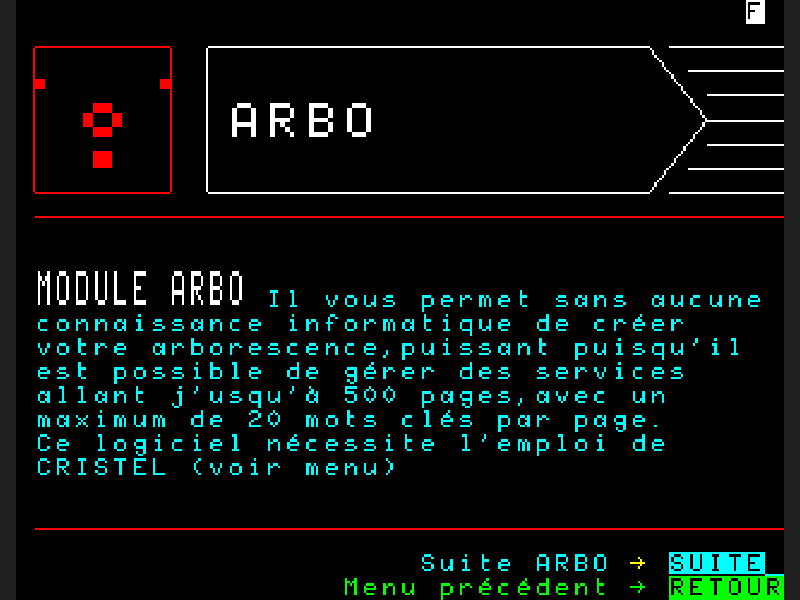 F
?
ARBO
MODULE ARBO Il vous permet sans aucune
connaissance informatique de créer
votre arborescence,puissant puisqu'il
est possible de gérer des services
allant j'usqu'à 500 pages,avec un
maximum de 20 mots clés par page.
Ce logiciel nécessite l'emploi de
CRISTEL (voir menu)
Suite ARBO → SUITE
Menu précédent → RETOUR